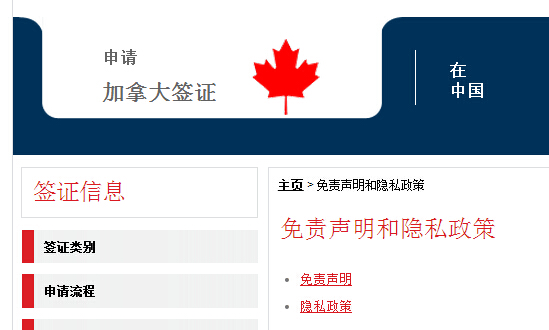 申请
加拿大签证
在
中国
签证信息
签证类别
申请流程
主页 > 免责声明和隐私政策
免责声明和隐私政策
免责声明
隐私政策